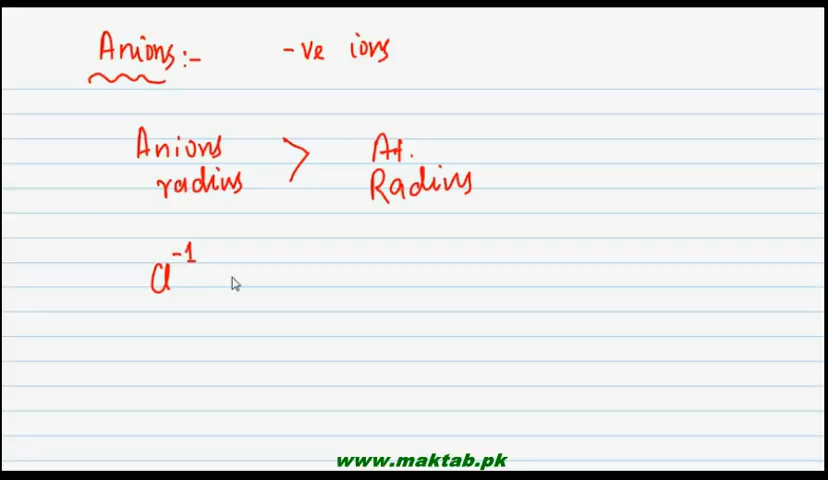 Anions:- -ve ions
Anions > At.
radius Radius
Cl⁻¹
www.maktab.pk